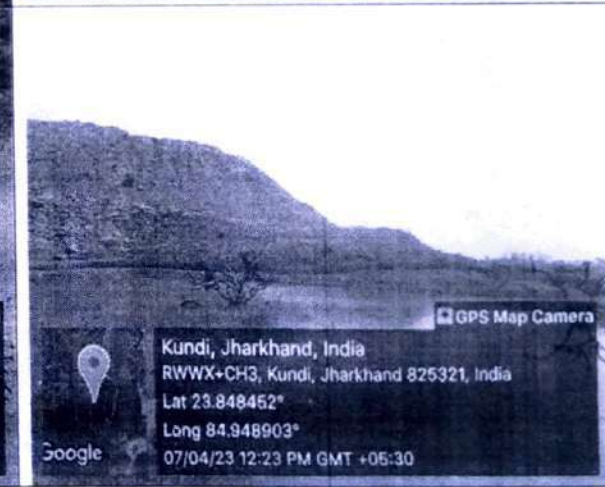 GPS Map Camera
Kundi, Jharkhand, India
RWWX+CH3, Kundi, Jharkhand 825321, India
Lat 23.848452°
Long 84.948903°
07/04/23 12:23 PM GMT +05:30
Google